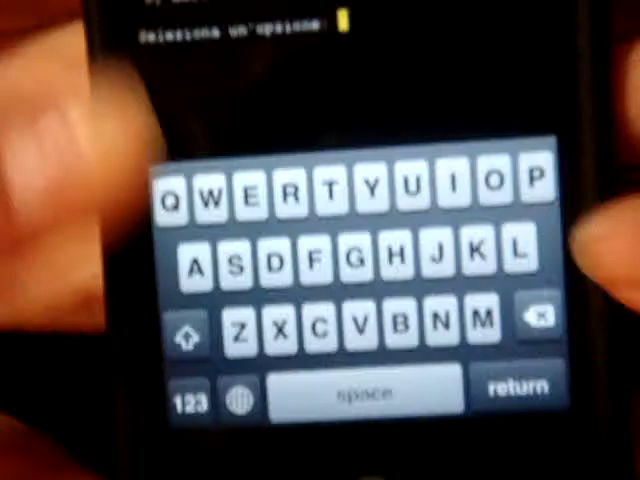 Seleziona un'opzione:
Q W E R T Y U I O P
A S D F G H J K L
Z X C V B N M
123 space return